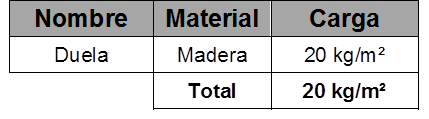 Nombre Material Carga
Duela Madera 20 kg/m²
Total 20 kg/m²